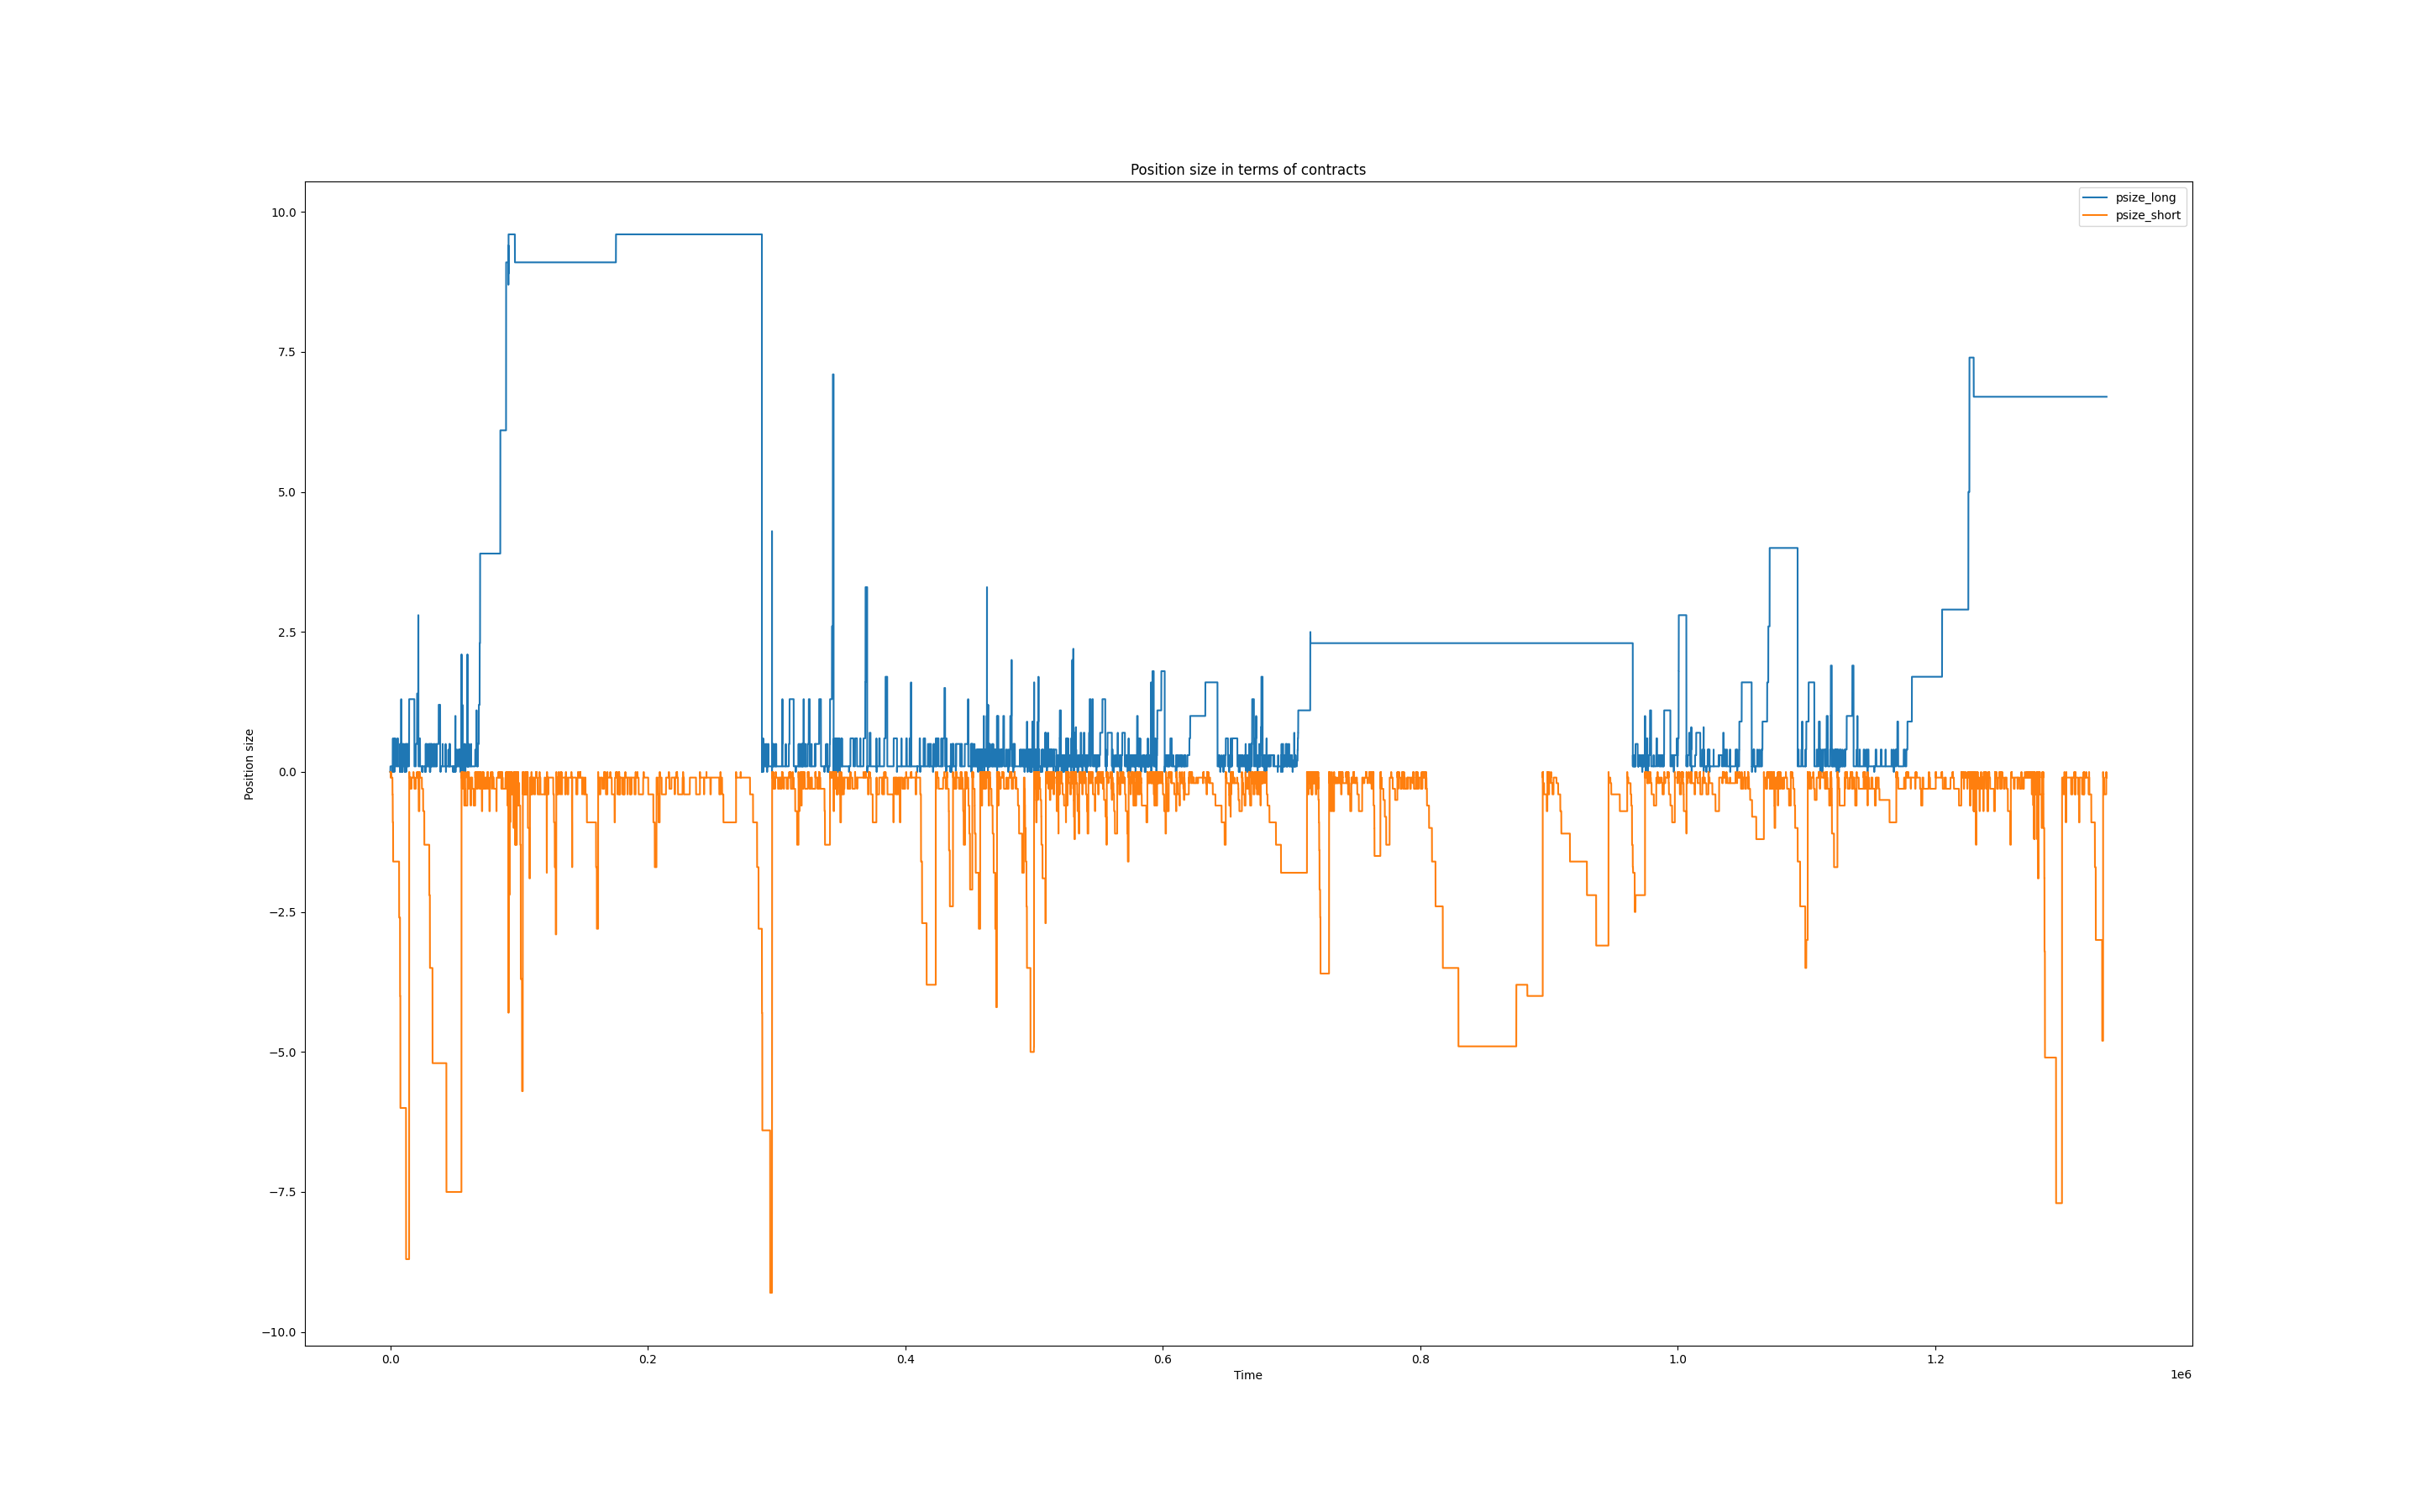 Position size in terms of contracts
psize_long
psize_short
10.0
7.5
5.0
2.5
0.0
−2.5
−5.0
−7.5
−10.0
Position size
0.0
0.2
0.4
0.6
0.8
1.0
1.2
1e6
Time